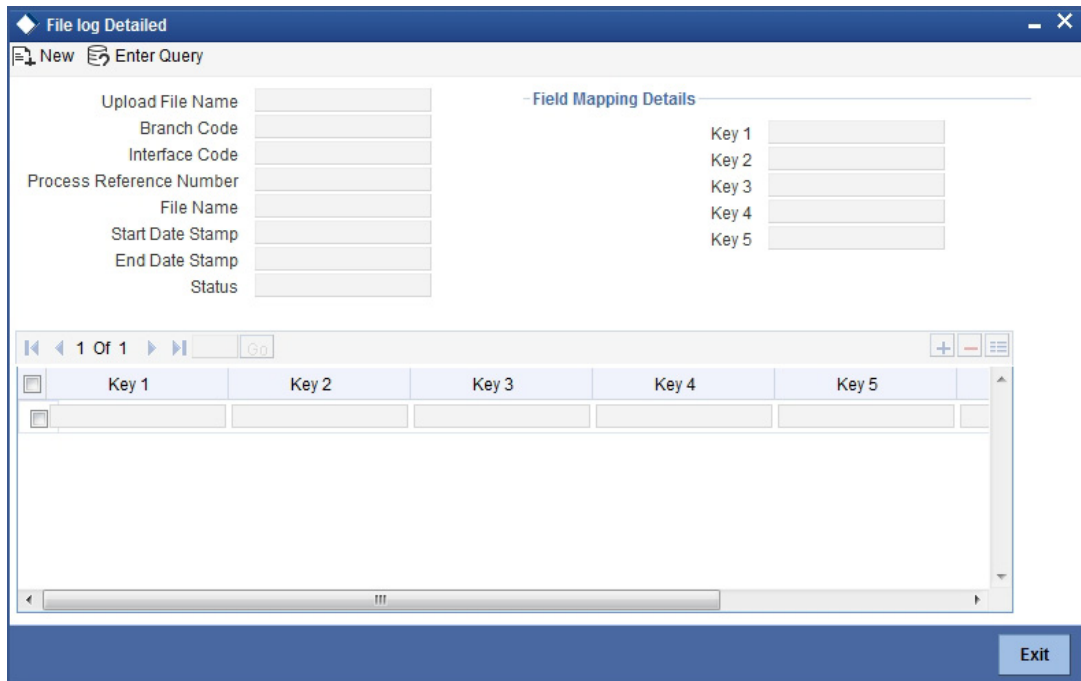 File log Detailed
New Enter Query
Upload File Name
Branch Code
Interface Code
Process Reference Number
File Name
Start Date Stamp
End Date Stamp
Status
Field Mapping Details
Key 1
Key 2
Key 3
Key 4
Key 5
1 Of 1 Go
Key 1 Key 2 Key 3 Key 4 Key 5
Exit